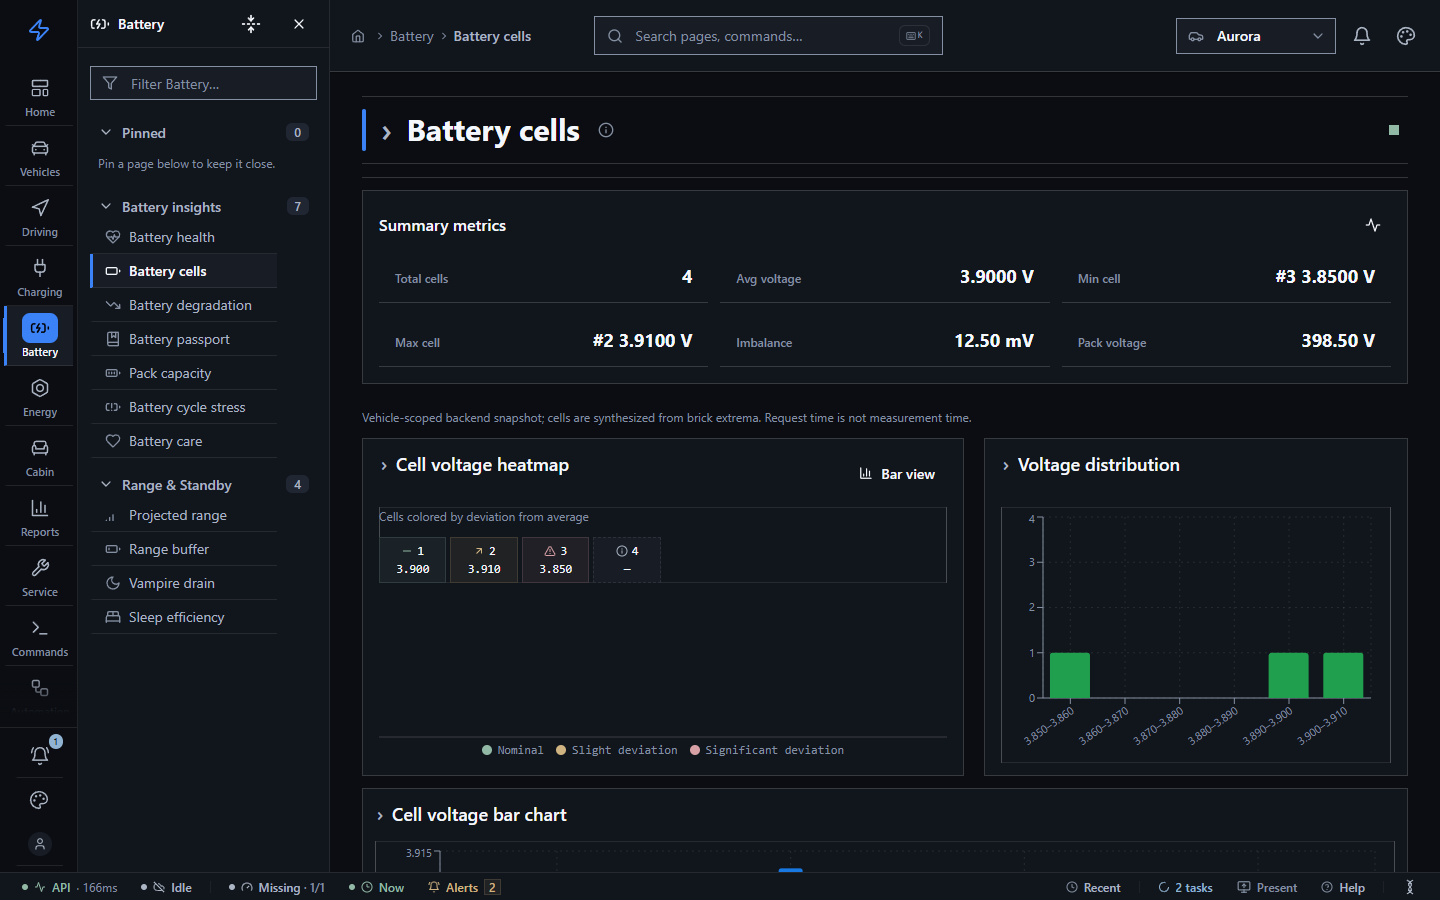 Battery
Battery
Battery cells
Search pages, commands...
K
Aurora
Home
Vehicles
Driving
Charging
Battery
Energy
Cabin
Reports
Service
Commands
1
Filter Battery...
Pinned
0
Pin a page below to keep it close.
Battery insights
7
Battery health
Battery cells
Battery degradation
Battery passport
Pack capacity
Battery cycle stress
Battery care
Range & Standby
4
Projected range
Range buffer
Vampire drain
Sleep efficiency
Battery cells
Summary metrics
Total cells
4
Avg voltage
3.9000 V
Min cell
#3 3.8500 V
Max cell
#2 3.9100 V
Imbalance
12.50 mV
Pack voltage
398.50 V
Vehicle-scoped backend snapshot; cells are synthesized from brick extrema. Request time is not measurement time.
Cell voltage heatmap
Bar view
Cells colored by deviation from average
1
3.900
2
3.910
3
3.850
4
—
Nominal
Slight deviation
Significant deviation
Voltage distribution
4
3
2
1
0
3.850–3.860
3.860–3.870
3.870–3.880
3.880–3.890
3.890–3.900
3.900–3.910
Cell voltage bar chart
3.915
API · 166ms
Idle
Missing · 1/1
Now
Alerts 2
Recent
2 tasks
Present
Help